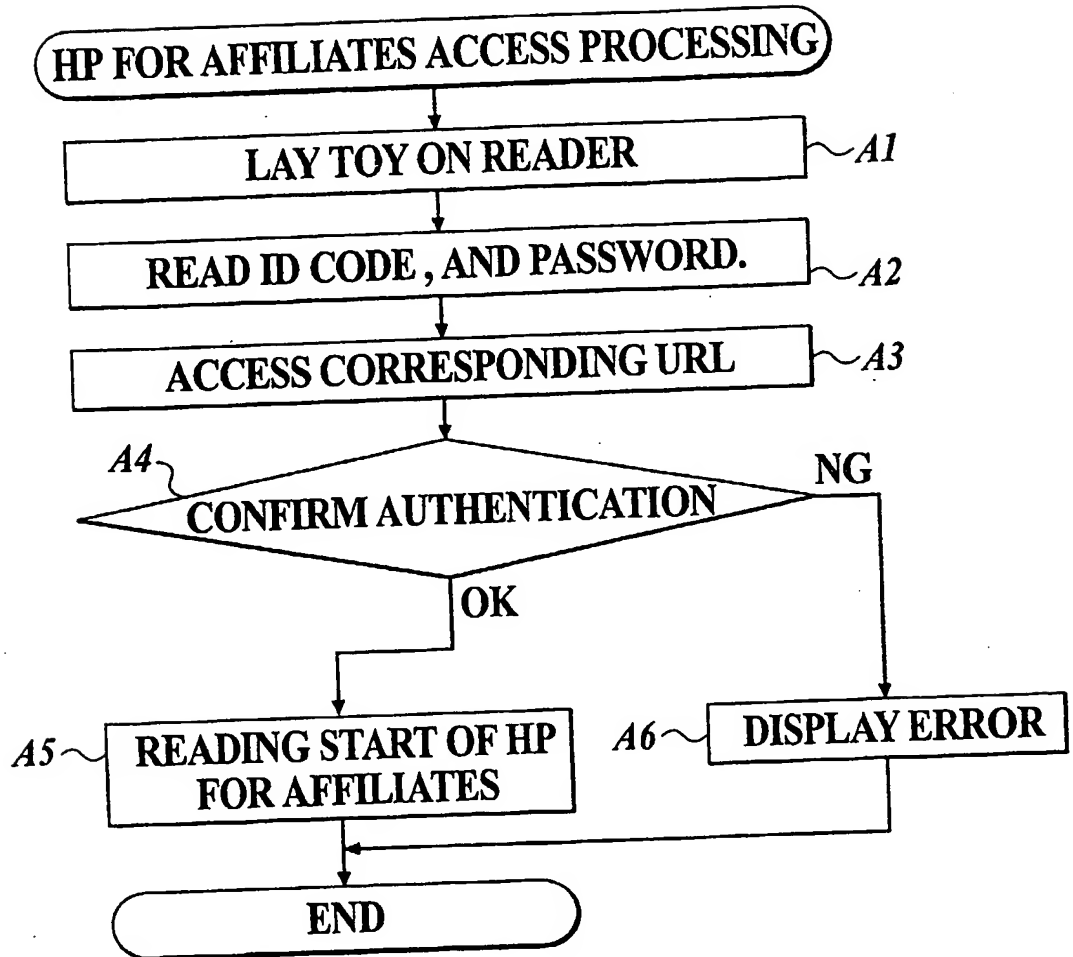 HP FOR AFFILIATES ACCESS PROCESSING
LAY TOY ON READER
A1
READ ID CODE , AND PASSWORD.
A2
ACCESS CORRESPONDING URL
A3
A4
CONFIRM AUTHENTICATION
NG
OK
A5
READING START OF HP
FOR AFFILIATES
A6
DISPLAY ERROR
END